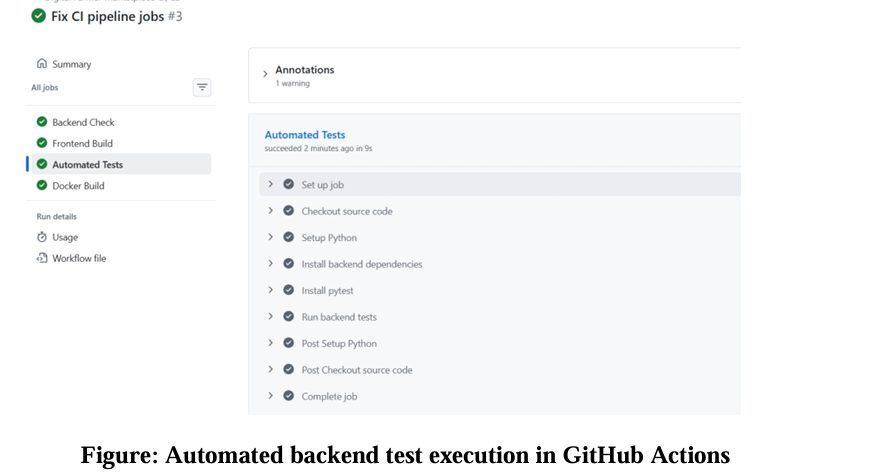 Fix CI pipeline jobs #3
Summary
All jobs
Backend Check
Frontend Build
Automated Tests
Docker Build
Run details
Usage
Workflow file
Annotations
1 warning
Automated Tests
succeeded 2 minutes ago in 9s
Set up job
Checkout source code
Setup Python
Install backend dependencies
Install pytest
Run backend tests
Post Setup Python
Post Checkout source code
Complete job
Figure: Automated backend test execution in GitHub Actions